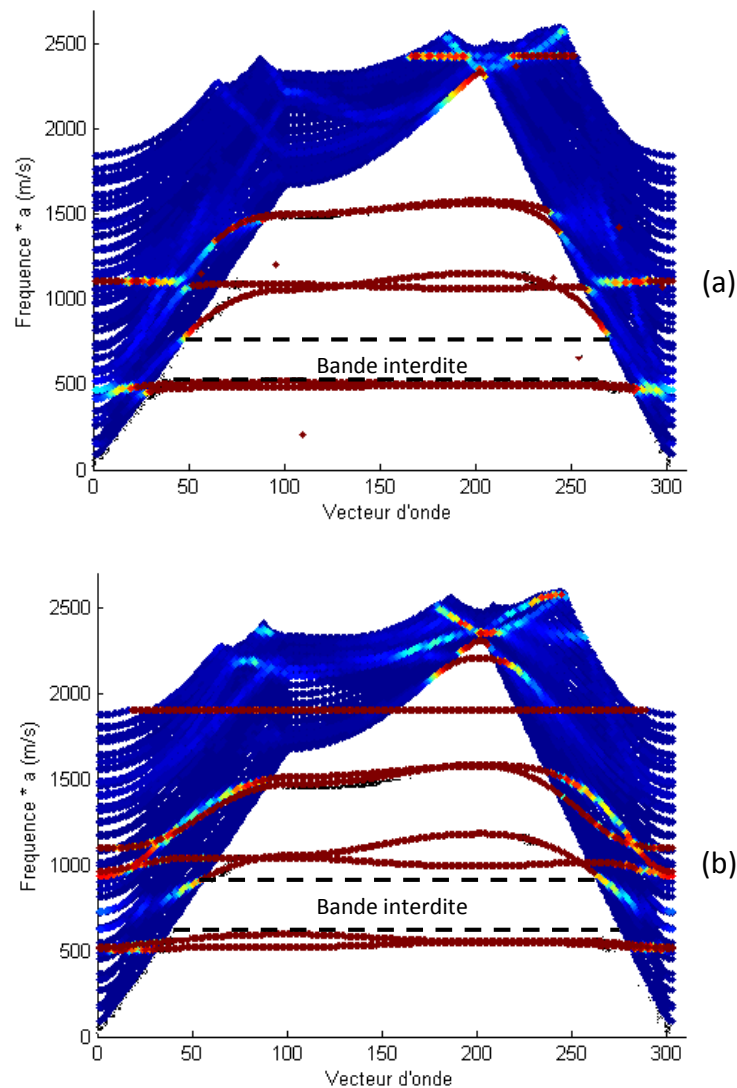 2500
2000
1500
1000
500
0
Frequence * a (m/s)
Bande interdite
0 50 100 150 200 250 300
Vecteur d'onde
(a)
2500
2000
1500
1000
500
0
Frequence * a (m/s)
Bande interdite
0 50 100 150 200 250 300
Vecteur d'onde
(b)